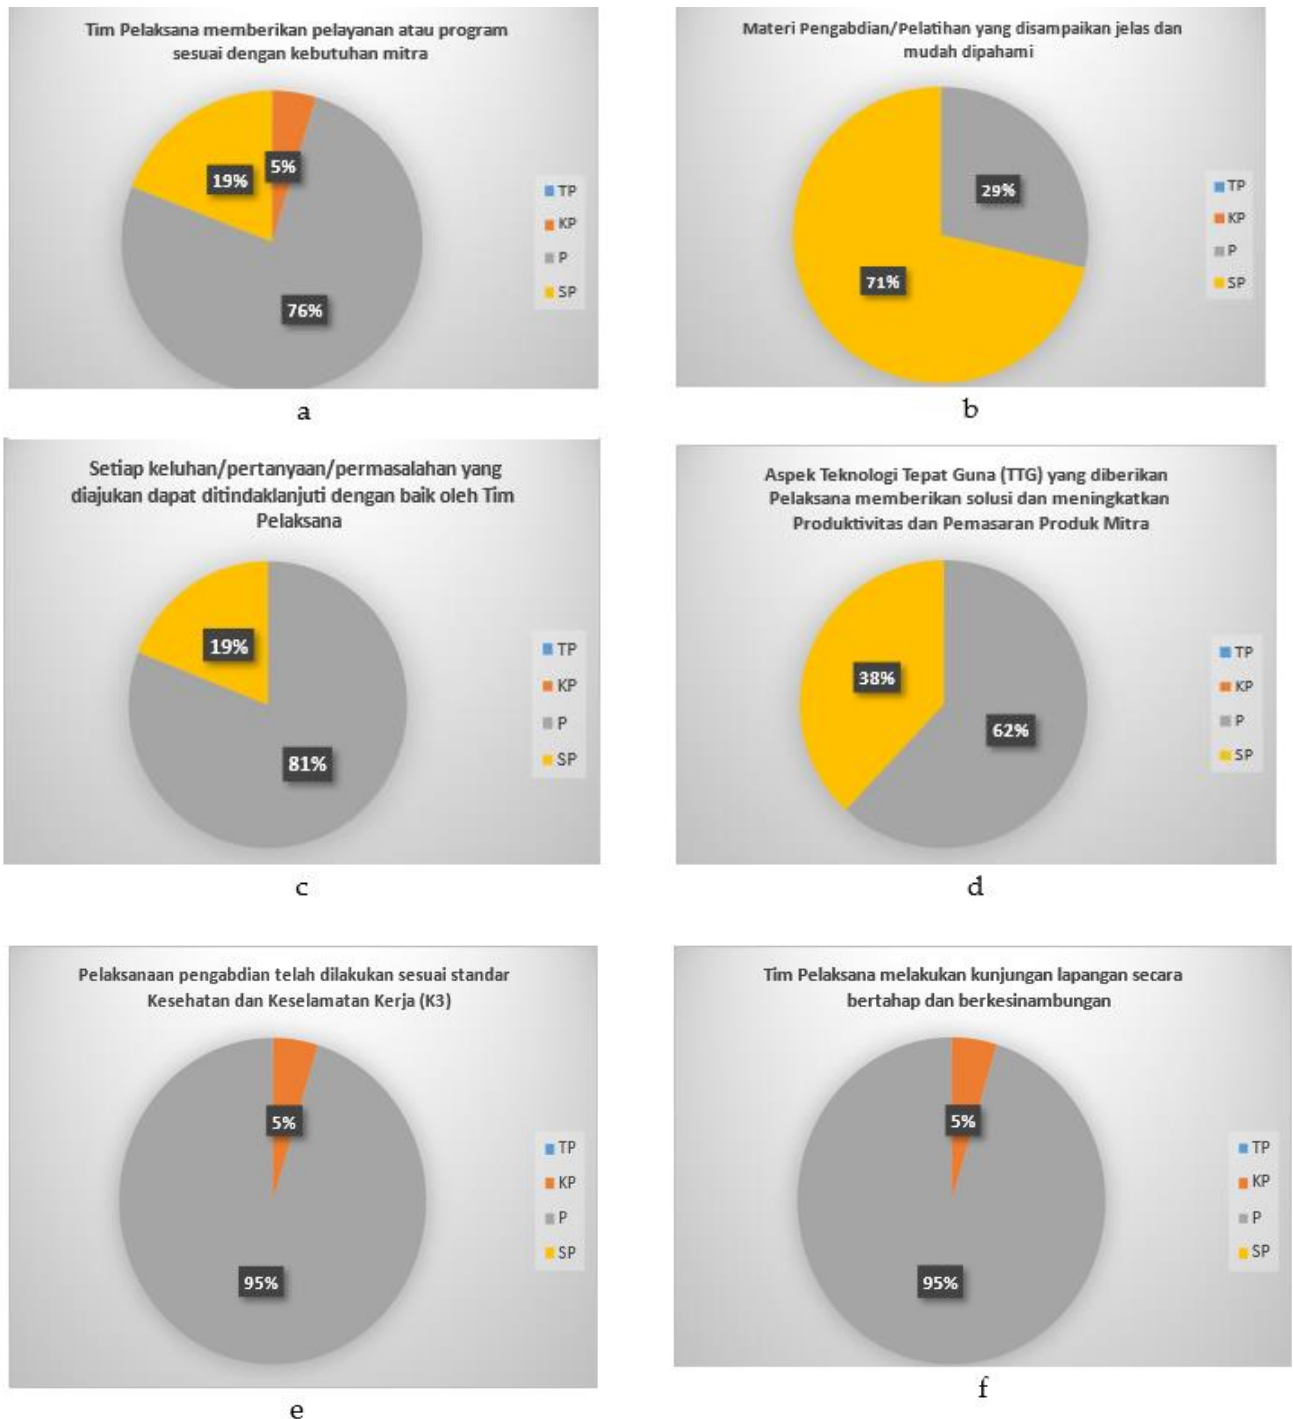 Tim Pelaksana memberikan pelayanan atau program
sesuai dengan kebutuhan mitra
19%
5%
76%
TP
KP
P
SP
a
Materi Pengabdian/Pelatihan yang disampaikan jelas dan
mudah dipahami
29%
71%
TP
KP
P
SP
b
Setiap keluhan/pertanyaan/permasalahan yang
diajukan dapat ditindaklanjuti dengan baik oleh Tim
Pelaksana
19%
81%
TP
KP
P
SP
c
Aspek Teknologi Tepat Guna (TTG) yang diberikan
Pelaksana memberikan solusi dan meningkatkan
Produktivitas dan Pemasaran Produk Mitra
38%
62%
TP
KP
P
SP
d
Pelaksanaan pengabdian telah dilakukan sesuai standar
Kesehatan dan Keselamatan Kerja (K3)
5%
95%
TP
KP
P
SP
e
Tim Pelaksana melakukan kunjungan lapangan secara
bertahap dan berkesinambungan
5%
95%
TP
KP
P
SP
f